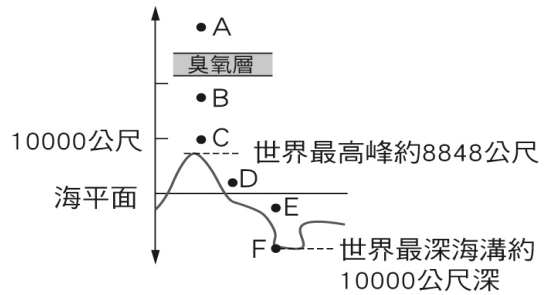 A
臭氧層
B
10000公尺
C
世界最高峰約8848公尺
D
海平面
E
F
世界最深海溝約
10000公尺深